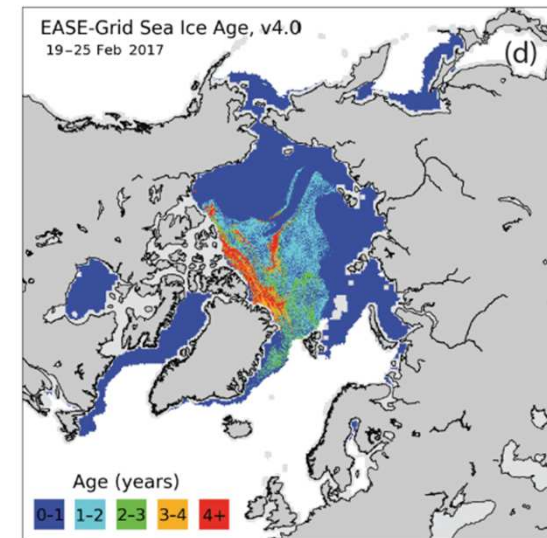 EASE-Grid Sea Ice Age, v4.0
19–25 Feb 2017
(d)
Age (years)
0–1 1–2 2–3 3–4 4+